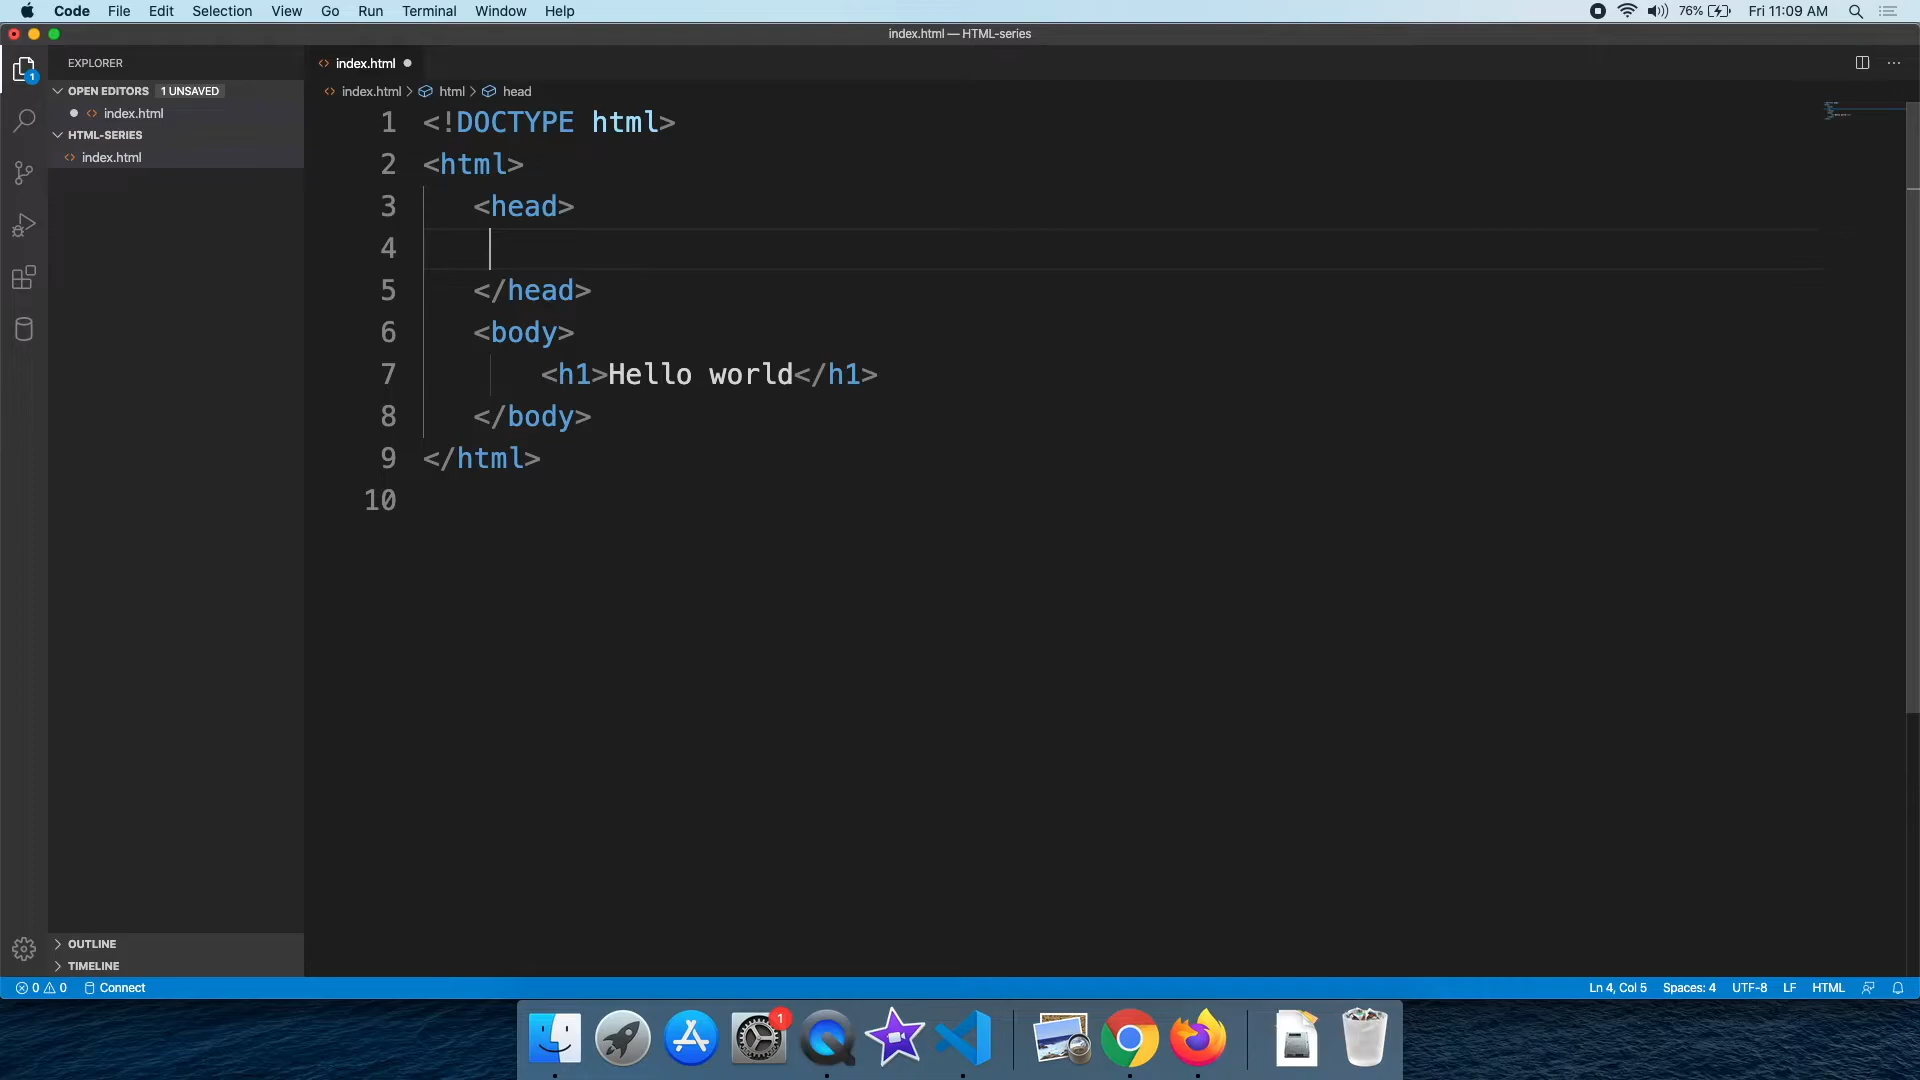 Code File Edit Selection View Go Run Terminal Window Help 76% Fri 11:09 AM
index.html — HTML-series
EXPLORER
index.html
1
OPEN EDITORS 1 UNSAVED
index.html > html > head
index.html
HTML-SERIES
index.html
1 <!DOCTYPE html>
2 <html>
3 <head>
4
5 </head>
6 <body>
7 <h1>Hello world</h1>
8 </body>
9 </html>
10
OUTLINE
TIMELINE
0 0 Connect Ln 4, Col 5 Spaces: 4 UTF-8 LF HTML
1